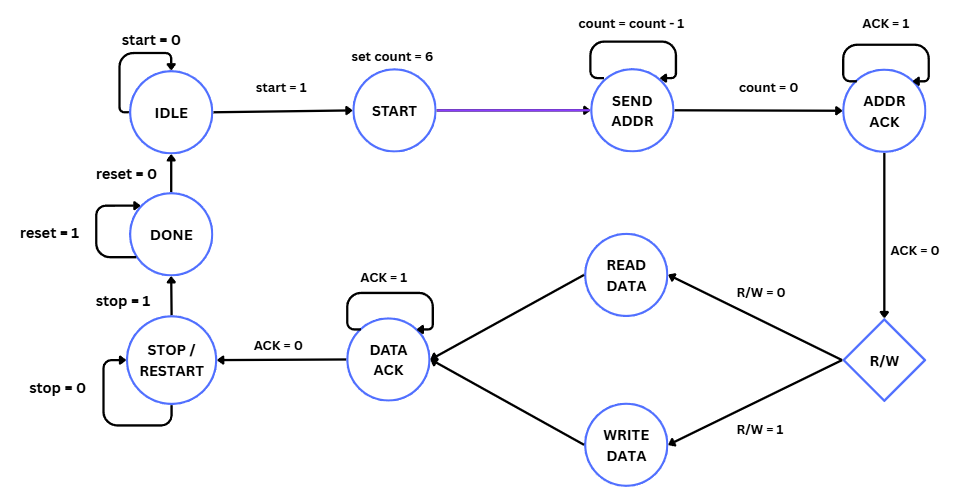 count = count - 1
ACK = 1
start = 0
set count = 6
start = 1
count = 0
IDLE
START
SEND
ADDR
ADDR
ACK
reset = 0
reset = 1
DONE
ACK = 0
READ
DATA
ACK = 1
R/W = 0
stop = 1
ACK = 0
STOP /
RESTART
DATA
ACK
R/W
stop = 0
R/W = 1
WRITE
DATA